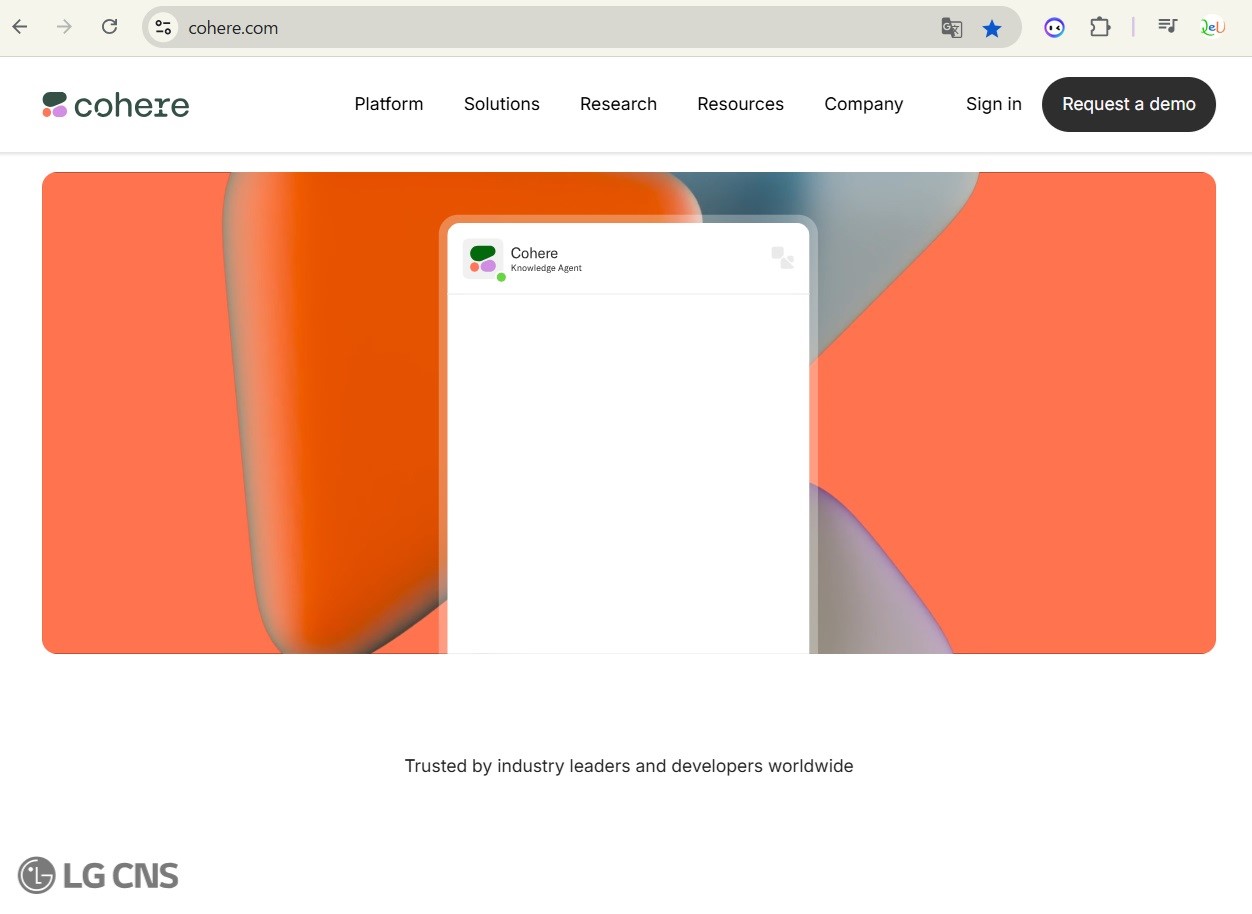 cohere.com
cohere
Platform Solutions Research Resources Company Sign in Request a demo
Cohere
Knowledge Agent
Trusted by industry leaders and developers worldwide
LG CNS